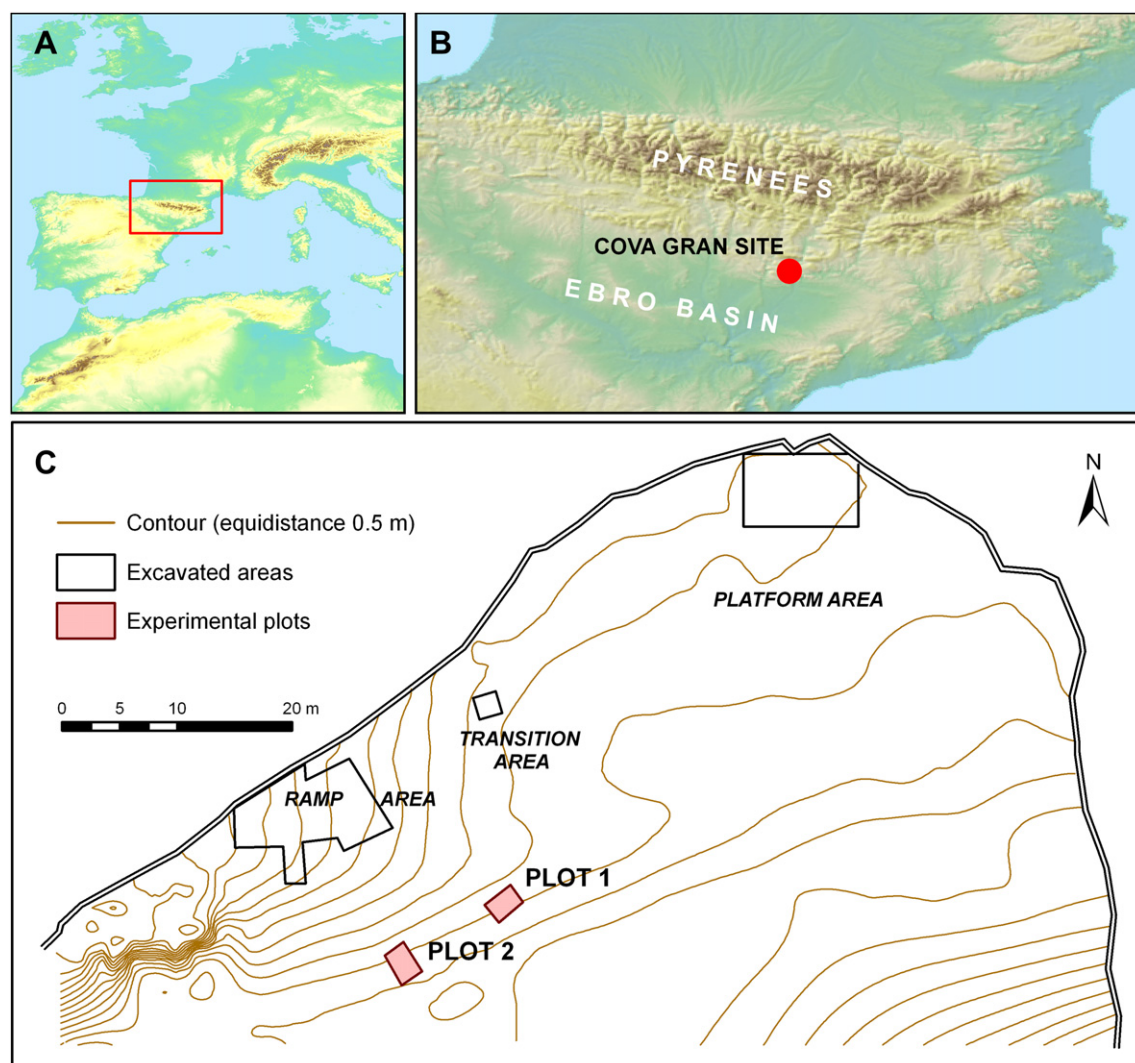 A
B
PYRENEES
COVA GRAN SITE
EBRO BASIN
C
N
Contour (equidistance 0.5 m)
Excavated areas
Experimental plots
0 5 10 20 m
PLATFORM AREA
TRANSITION
AREA
RAMP AREA
PLOT 1
PLOT 2